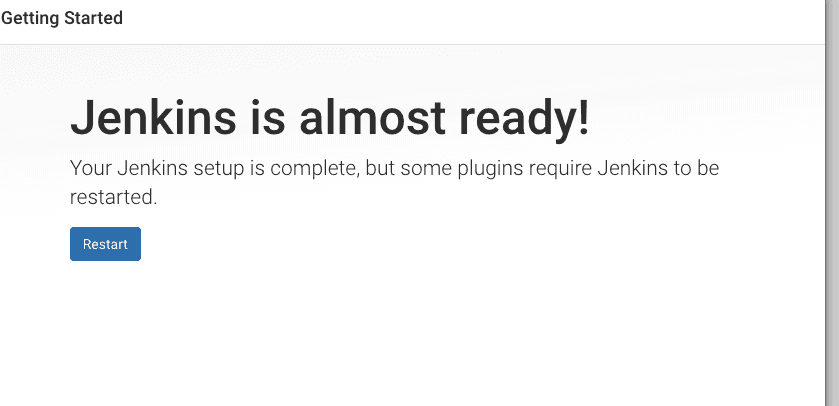 Getting Started
Jenkins is almost ready!
Your Jenkins setup is complete, but some plugins require Jenkins to be
restarted.
Restart